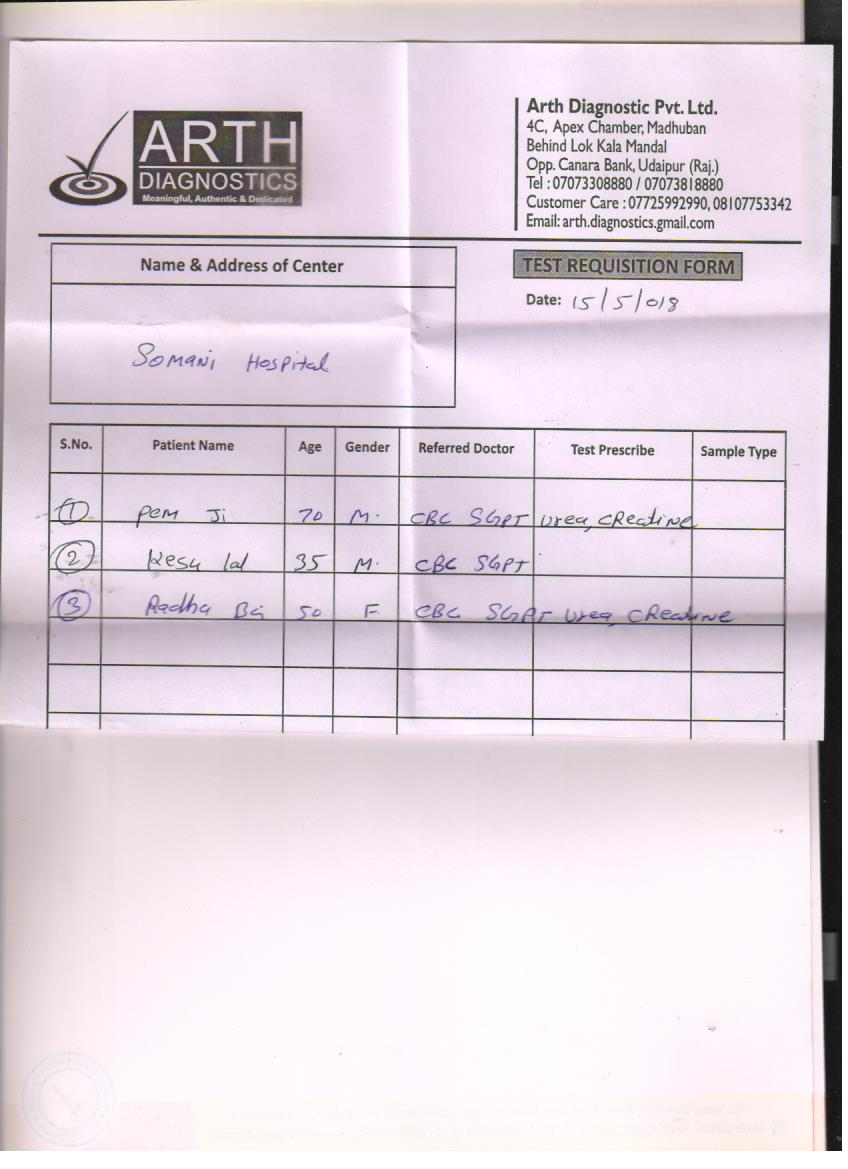 ARTH
DIAGNOSTICS
Meaningful, Authentic & Dedicated
Arth Diagnostic Pvt. Ltd.
4C, Apex Chamber, Madhuban
Behind Lok Kala Mandal
Opp. Canara Bank, Udaipur (Raj.)
Tel : 07073308880 / 07073818880
Customer Care : 07725992990, 08107753342
Email: arth.diagnostics.gmail.com
Name & Address of Center
TEST REQUISITION FORM
Date: 15/5/018
Somani Hospital
S.No. Patient Name Age Gender Referred Doctor Test Prescribe Sample Type
1 Pem Ji 70 M. CBC SGPT Urea, Creatine
2 Kesu lal 35 M. CBC SGPT
3 Radha Bai 50 F CBC SGPT Urea, Creatine